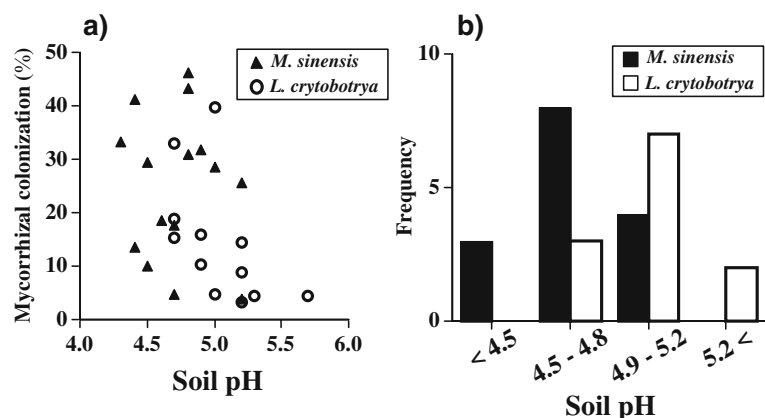 a)
M. sinensis
L. crytobotrya
Mycorrhizal colonization (%)
50
40
30
20
10
0
4.0 4.5 5.0 5.5 6.0
Soil pH
b)
M. sinensis
L. crytobotrya
Frequency
10
5
0
< 4.5 4.5 - 4.8 4.9 - 5.2 5.2 <
Soil pH